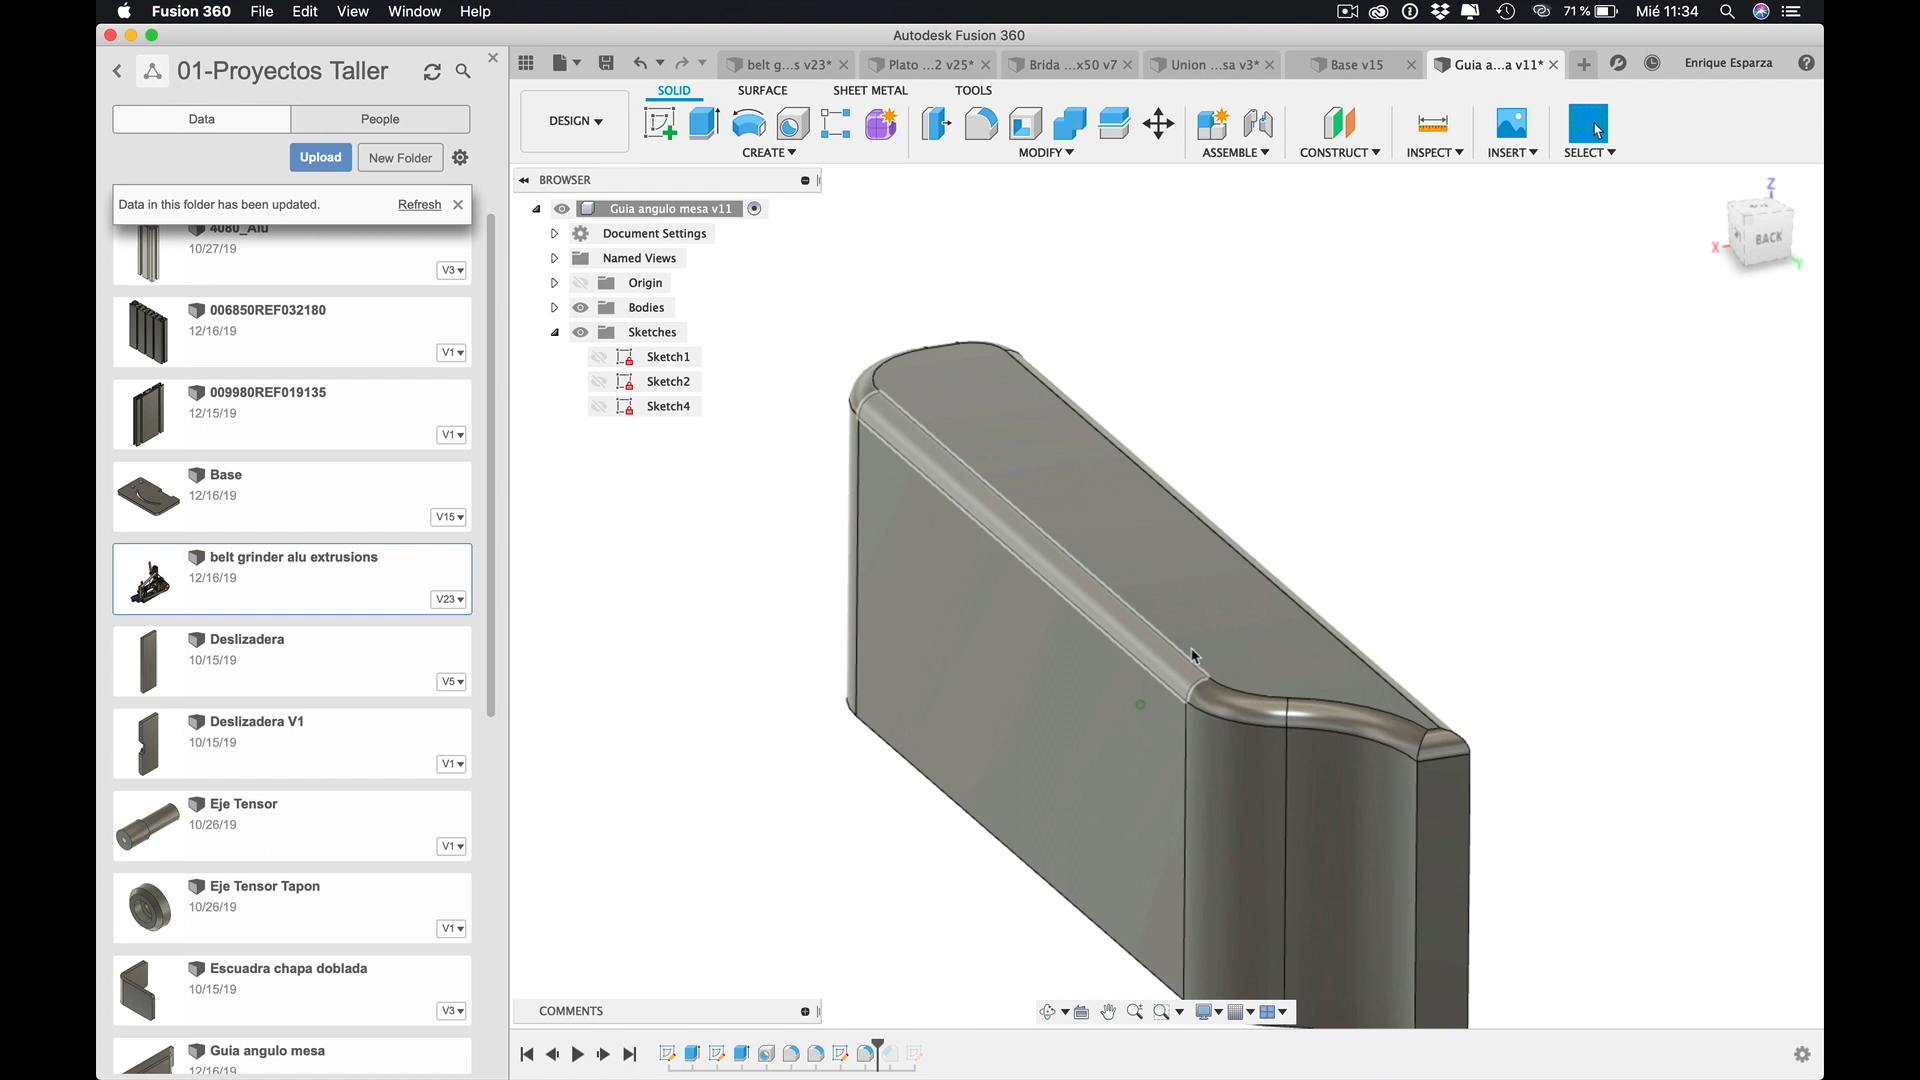 Fusion 360 File Edit View Window Help 71 % Mié 11:34
Autodesk Fusion 360
01-Proyectos Taller
belt g...s v23* Plato ...2 v25* Brida ...x50 v7 Union ...sa v3* Base v15 Guia a...a v11* Enrique Esparza
SOLID SURFACE SHEET METAL TOOLS
Data People
DESIGN
CREATE MODIFY ASSEMBLE CONSTRUCT INSPECT INSERT SELECT
Upload New Folder
Data in this folder has been updated. Refresh
4080_Alu
10/27/19
V3
006850REF032180
12/16/19
V1
009980REF019135
12/15/19
V1
Base
12/16/19
V15
belt grinder alu extrusions
12/16/19
V23
Deslizadera
10/15/19
V5
Deslizadera V1
10/15/19
V1
Eje Tensor
10/26/19
V1
Eje Tensor Tapon
10/26/19
V1
Escuadra chapa doblada
10/15/19
V3
Guia angulo mesa
12/16/19
BROWSER
Guia angulo mesa v11
Document Settings
Named Views
Origin
Bodies
Sketches
Sketch1
Sketch2
Sketch4
Z
BACK
X
Y
COMMENTS